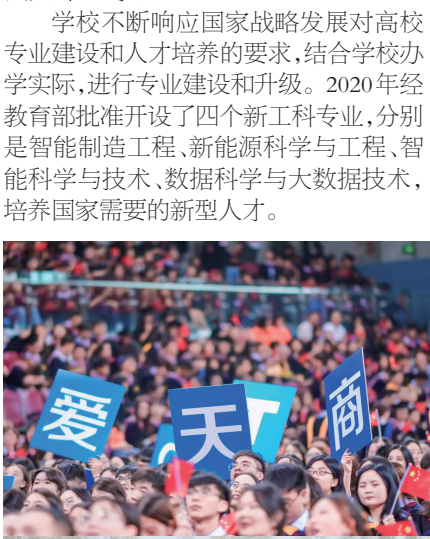 学校不断响应国家战略发展对高校
专业建设和人才培养的要求,结合学校办
学实际,进行专业建设和升级。2020年经
教育部批准开设了四个新工科专业,分别
是智能制造工程、新能源科学与工程、智
能科学与技术、数据科学与大数据技术,
培养国家需要的新型人才。
爱
天
商